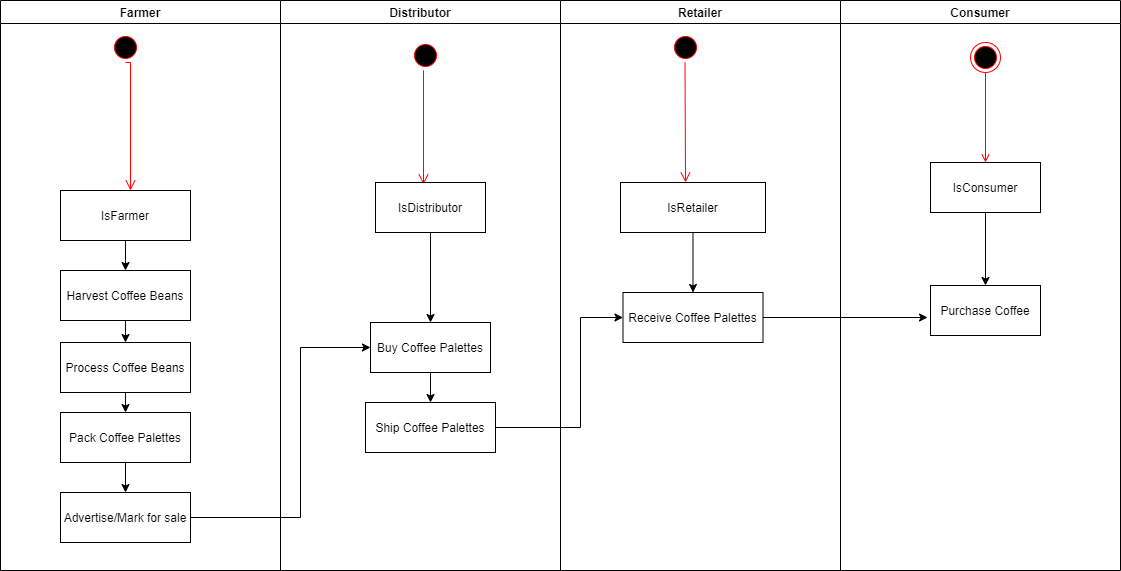 Farmer
Distributor
Retailer
Consumer
IsFarmer
Harvest Coffee Beans
Process Coffee Beans
Pack Coffee Palettes
Advertise/Mark for sale
IsDistributor
Buy Coffee Palettes
Ship Coffee Palettes
IsRetailer
Receive Coffee Palettes
IsConsumer
Purchase Coffee